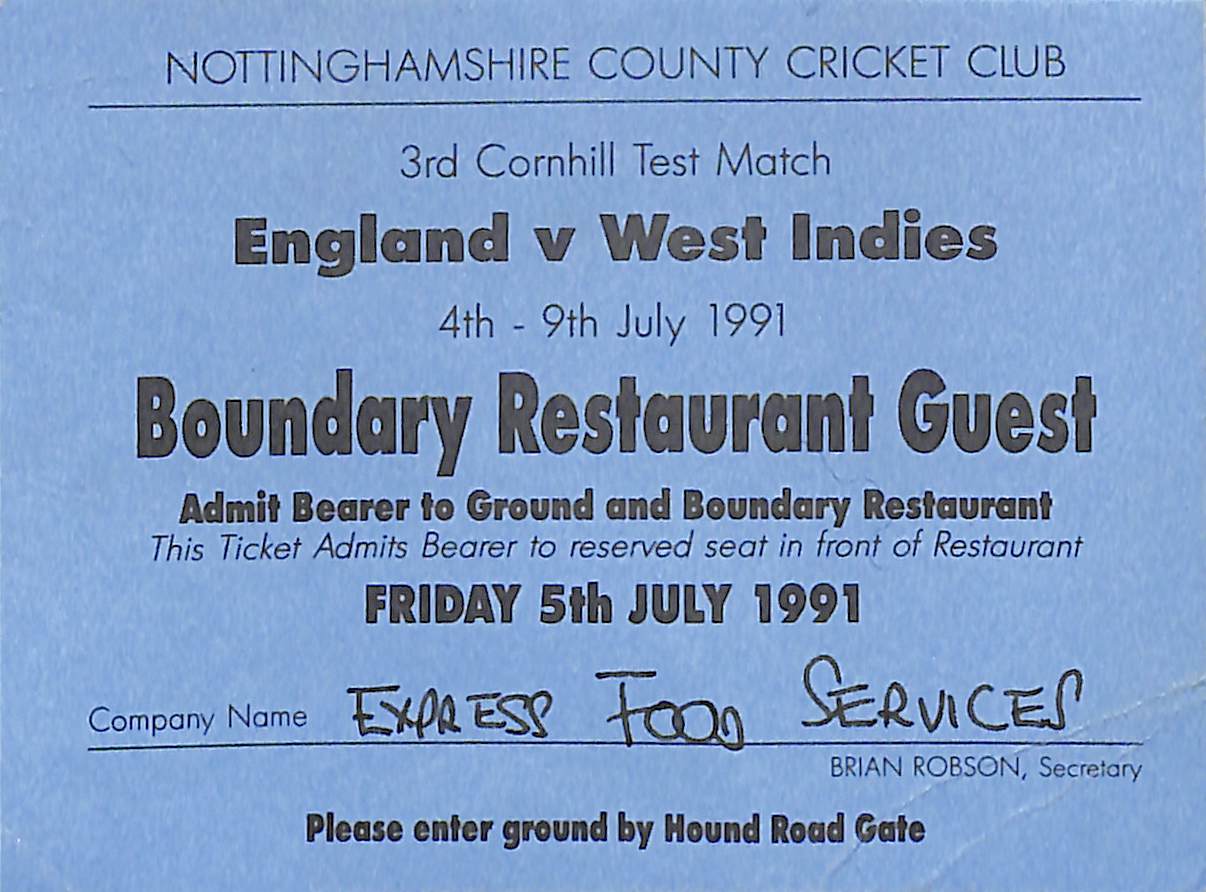 NOTTINGHAMSHIRE COUNTY CRICKET CLUB
3rd Cornhill Test Match
England v West Indies
4th - 9th July 1991
Boundary Restaurant Guest
Admit Bearer to Ground and Boundary Restaurant
This Ticket Admits Bearer to reserved seat in front of Restaurant
FRIDAY 5th JULY 1991
Company Name EXPRESS FOOD SERVICES
BRIAN ROBSON, Secretary
Please enter ground by Hound Road Gate